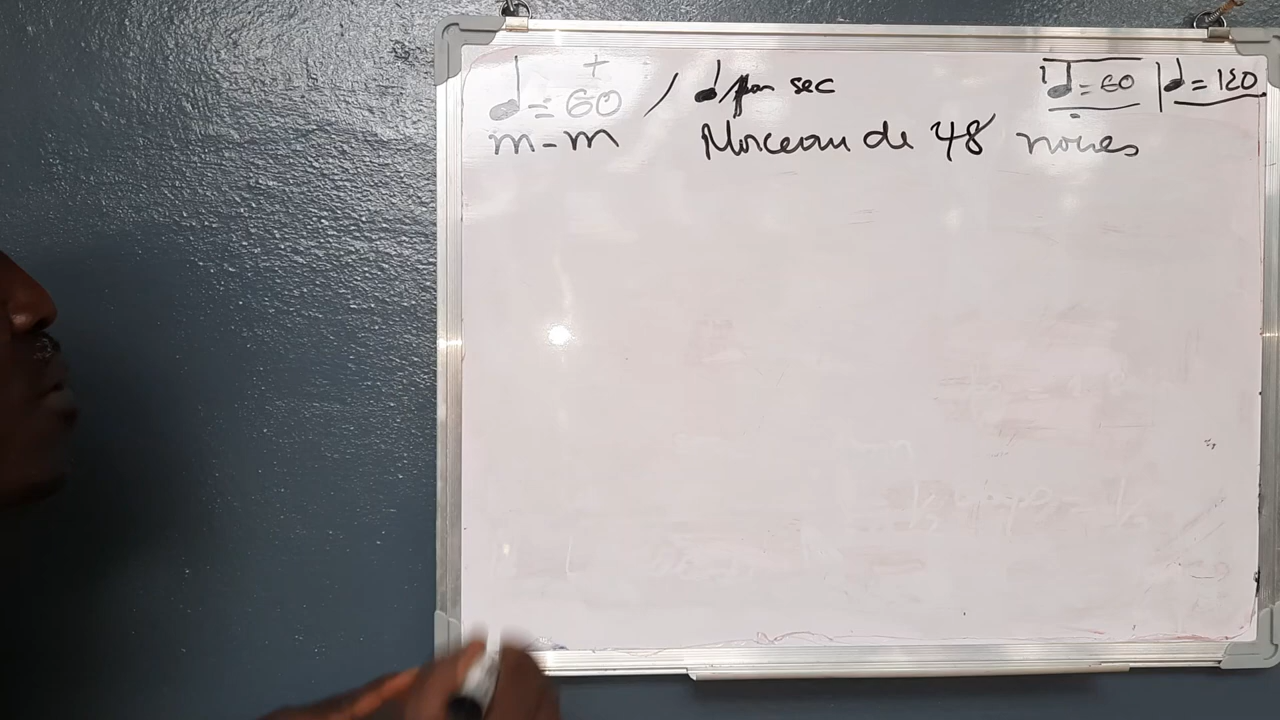 ♩ = 60 / ♩ par sec ♩ = 60 | ♩ = 120
m-m Morceau de 48 noires